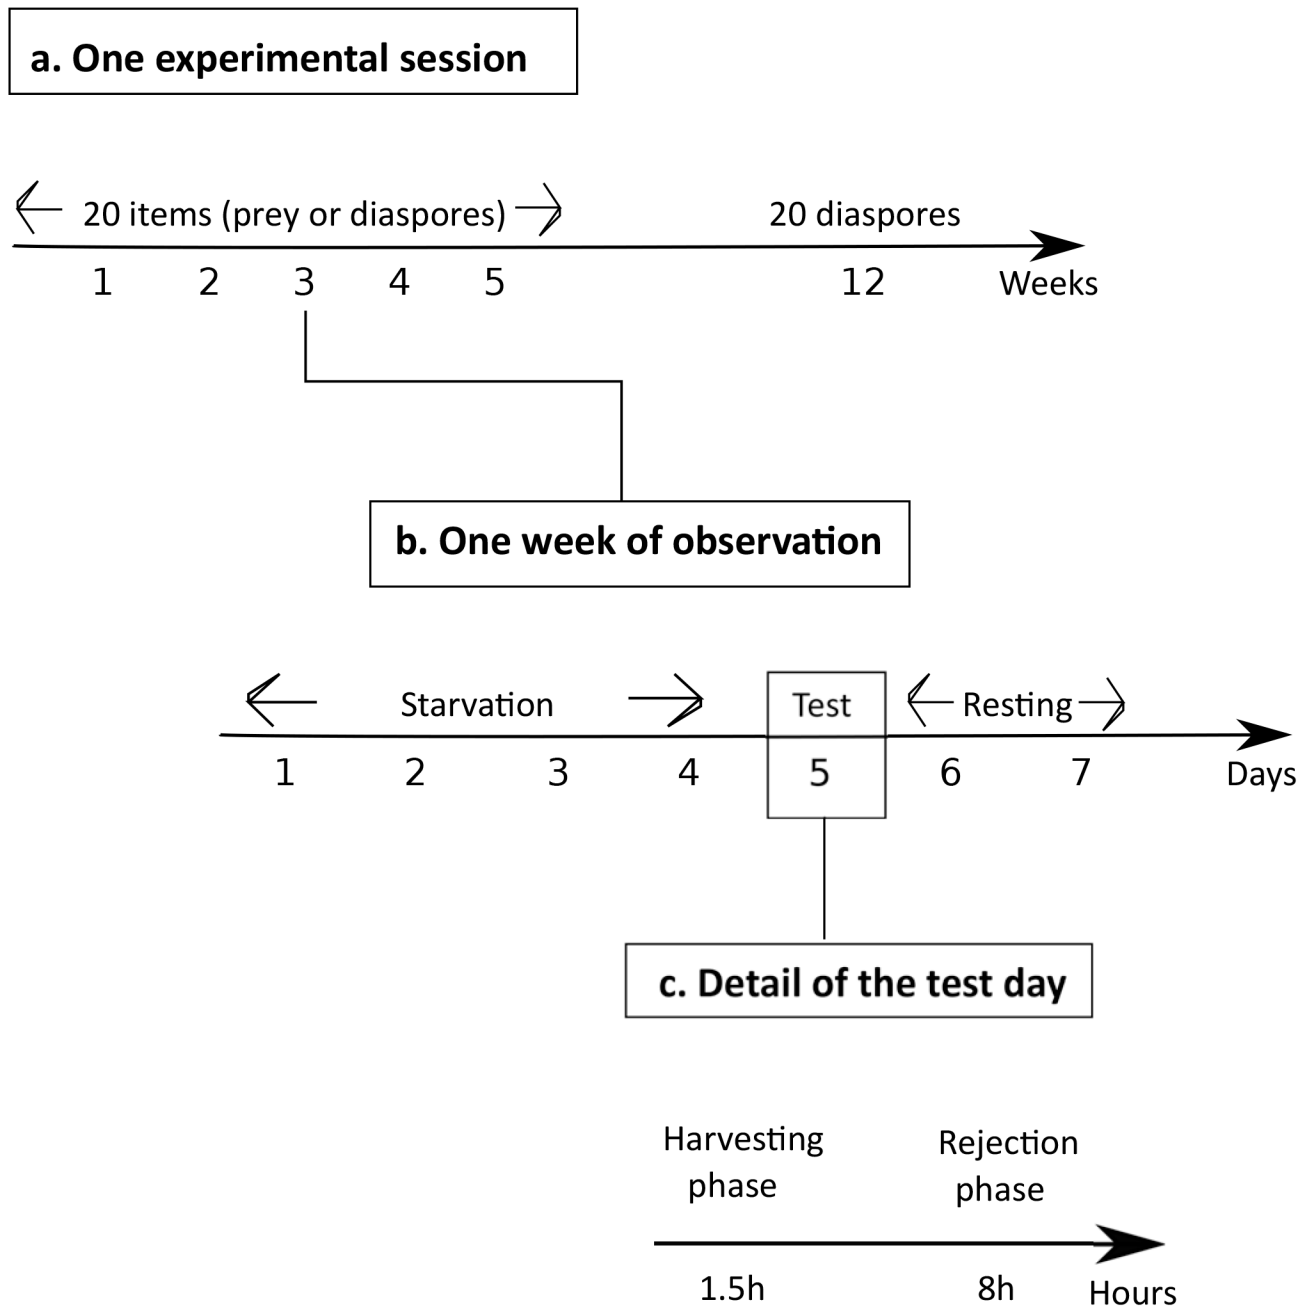 a. One experimental session
20 items (prey or diaspores) 20 diaspores
1 2 3 4 5 12 Weeks
b. One week of observation
Starvation Test Resting
1 2 3 4 5 6 7 Days
c. Detail of the test day
Harvesting
phase
Rejection
phase
1.5h 8h Hours